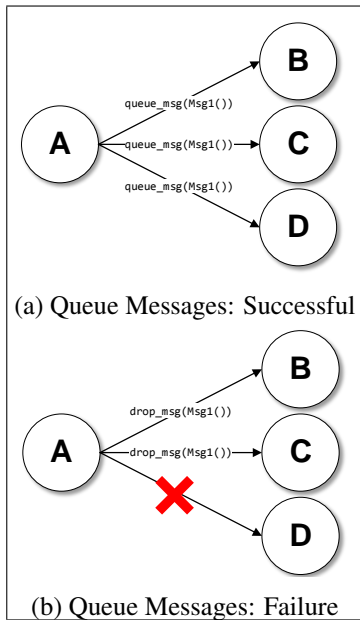 B
queue_msg(Msg1())
A
queue_msg(Msg1())
C
queue_msg(Msg1())
D
(a) Queue Messages: Successful
B
drop_msg(Msg1())
A
drop_msg(Msg1())
C
D
(b) Queue Messages: Failure